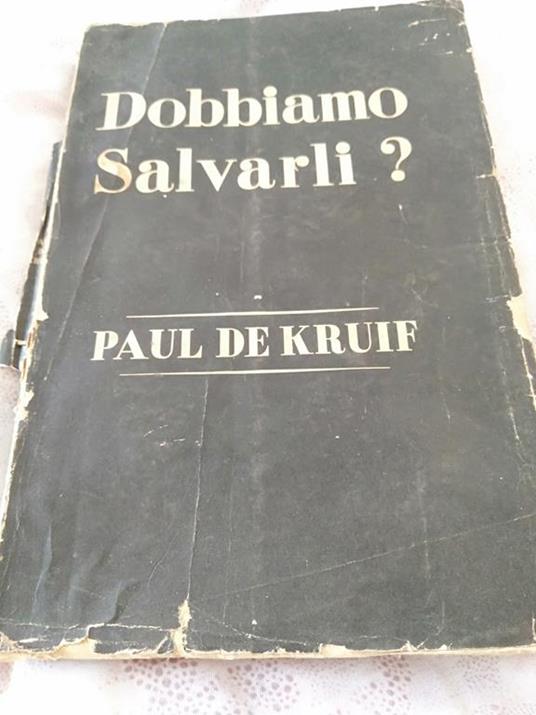 Dobbiamo
Salvarli ?
PAUL DE KRUIF